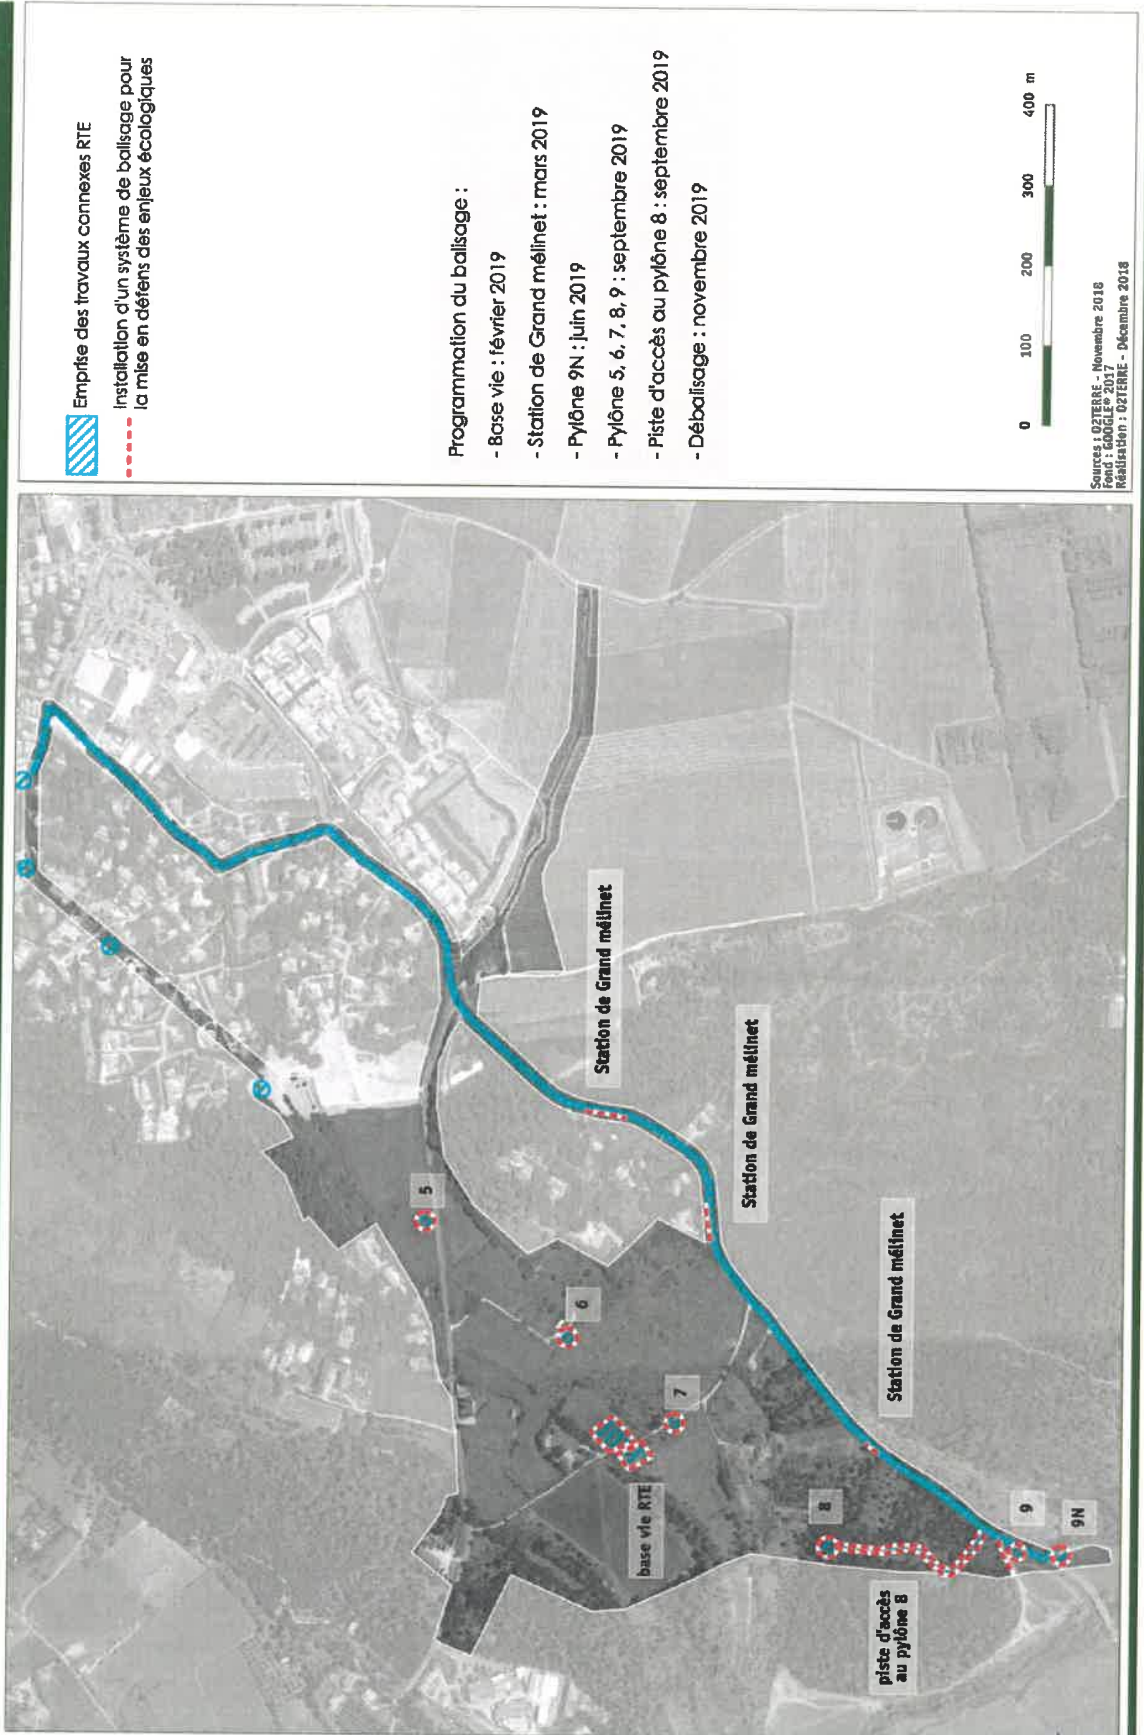 Emprise des travaux connexes RTE
Installation d'un système de balisage pour
la mise en défens des enjeux écologiques
Programmation du balisage :
- Base vie : février 2019
- Station de Grand mélinet : mars 2019
- Pylône 9N : juin 2019
- Pylône 5, 6, 7, 8, 9 : septembre 2019
- Piste d'accès au pylône 8 : septembre 2019
- Débalisage : novembre 2019
0 100 200 300 400 m
Sources : O2TERRE - Novembre 2018
Fond : GOOGLE® 2017
Réalisation : O2TERRE - Décembre 2018
Station de Grand mélinet
Station de Grand mélinet
Station de Grand mélinet
5
6
7
base vie RTE
8
9
9N
piste d'accès
au pylône 8